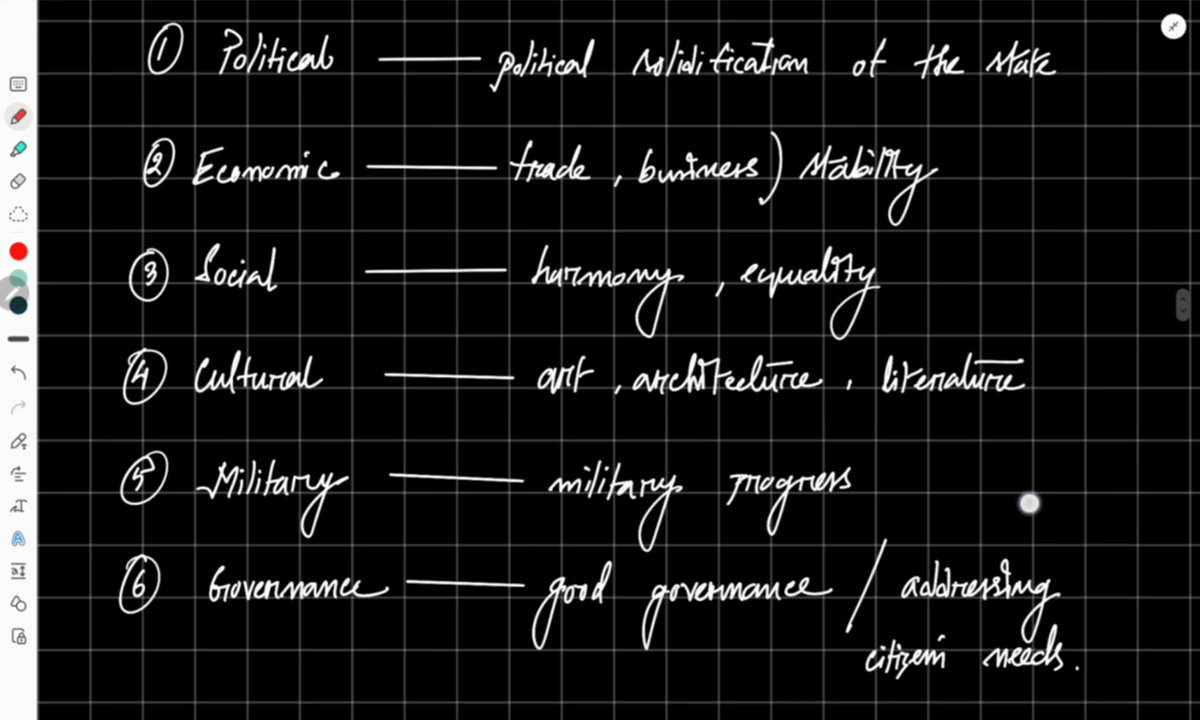 ① Political — political solidification of the state
② Economic — trade, business) stability
③ Social — harmony, equality
④ Cultural — art, architecture, literature
⑤ Military — military progress
⑥ Governance — good governance / addressing
citizen needs.